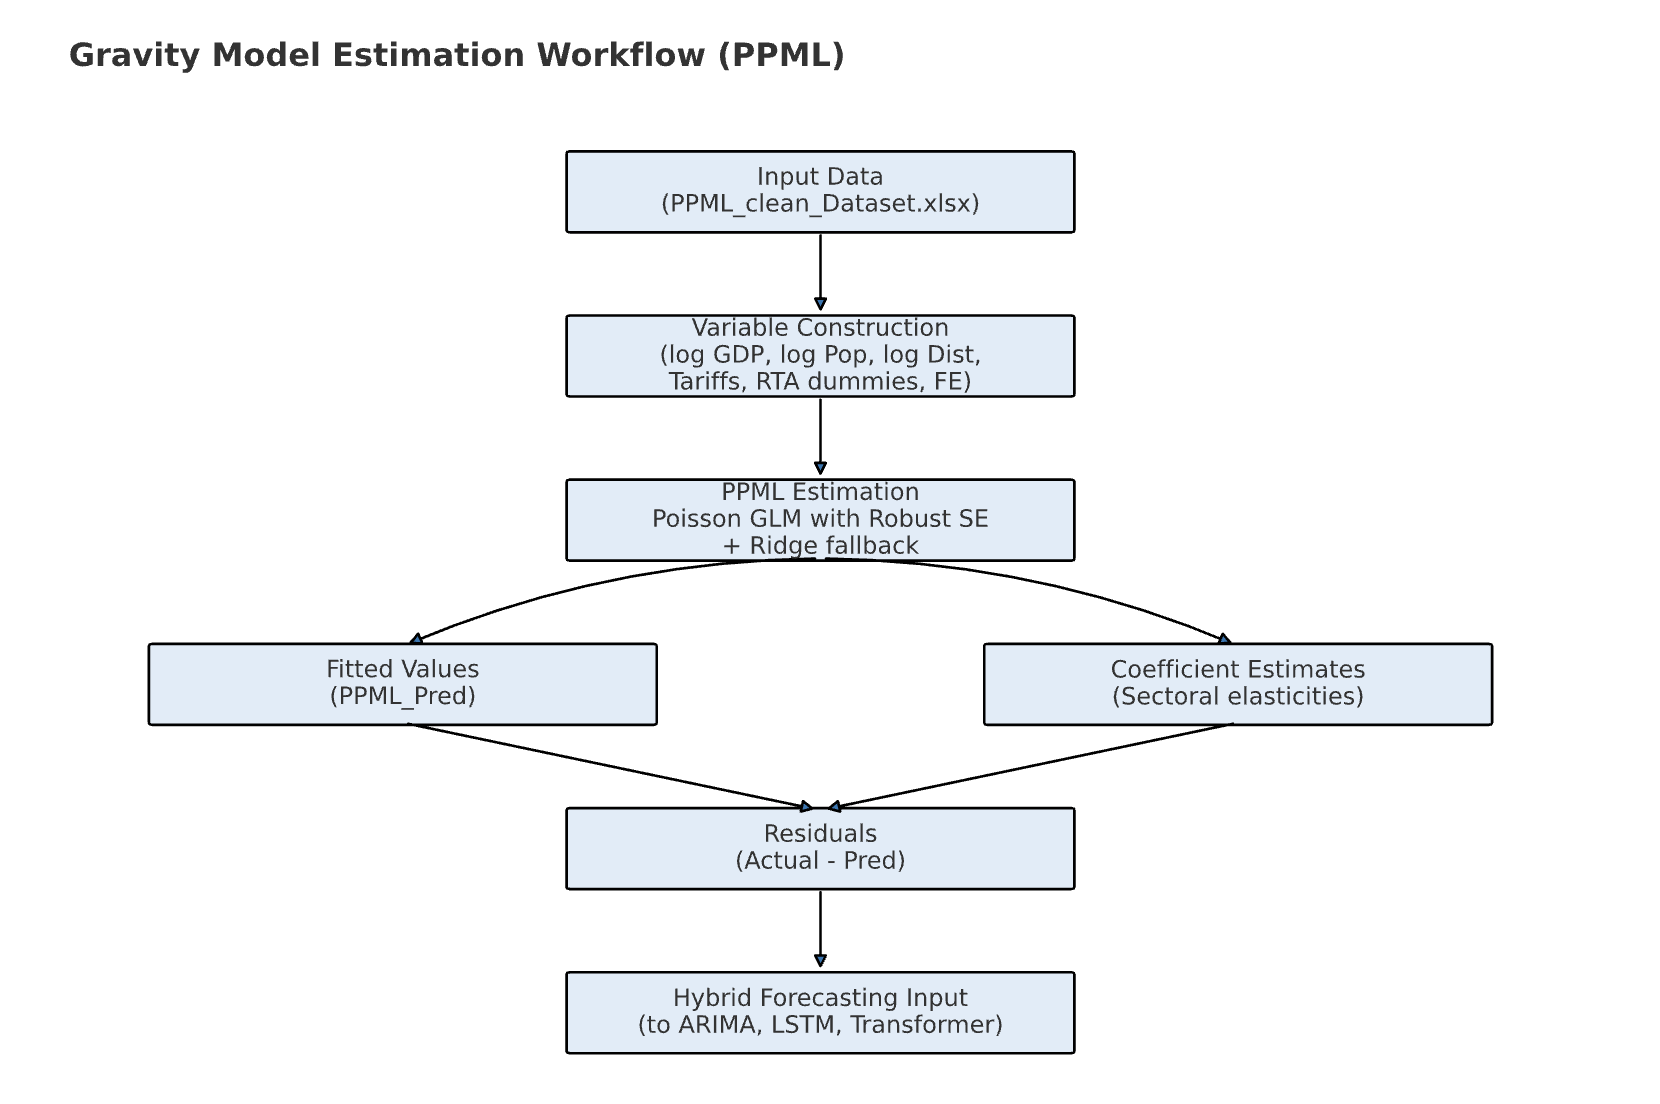 Gravity Model Estimation Workflow (PPML)
Input Data
(PPML_clean_Dataset.xlsx)
Variable Construction
(log GDP, log Pop, log Dist,
Tariffs, RTA dummies, FE)
PPML Estimation
Poisson GLM with Robust SE
+ Ridge fallback
Fitted Values
(PPML_Pred)
Coefficient Estimates
(Sectoral elasticities)
Residuals
(Actual - Pred)
Hybrid Forecasting Input
(to ARIMA, LSTM, Transformer)